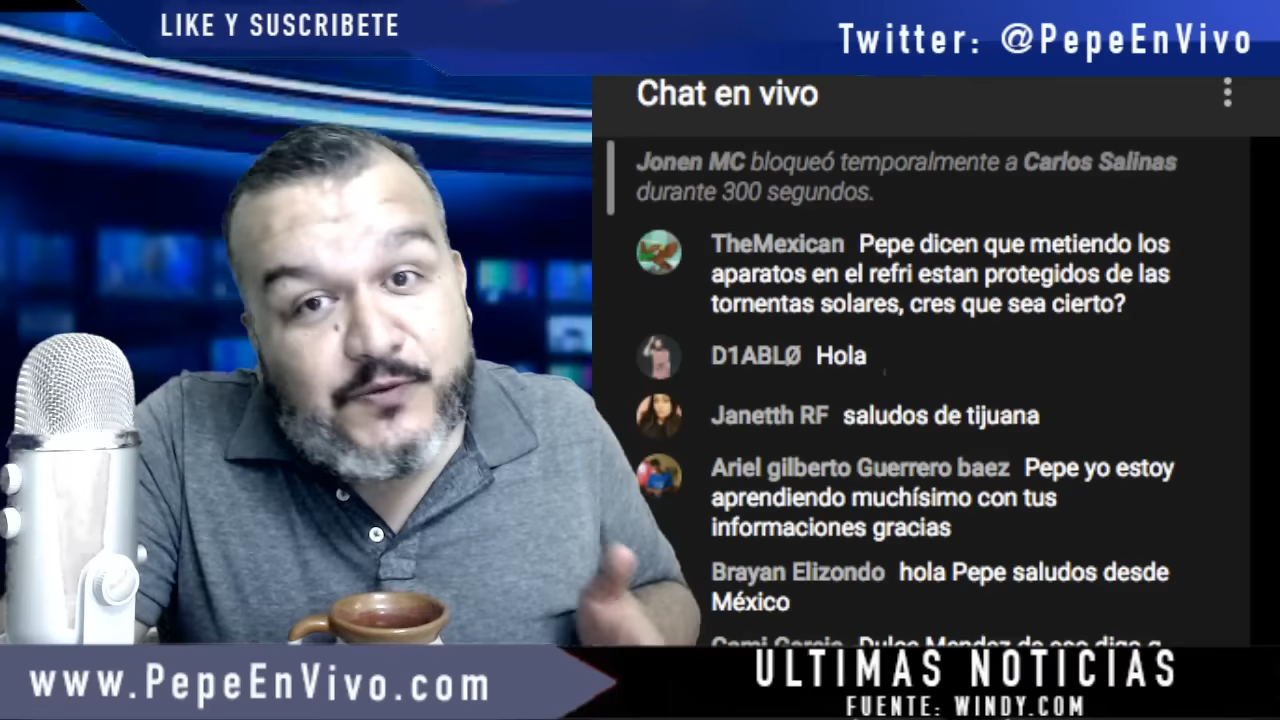 LIKE Y SUSCRIBETE
Twitter: @PepeEnVivo
Chat en vivo
Jonen MC bloqueó temporalmente a Carlos Salinas
durante 300 segundos.
TheMexican Pepe dicen que metiendo los
aparatos en el refri estan protegidos de las
tornentas solares, cres que sea cierto?
D1ABLØ Hola
Janetth RF saludos de tijuana
Ariel gilberto Guerrero baez Pepe yo estoy
aprendiendo muchísimo con tus
informaciones gracias
Brayan Elizondo hola Pepe saludos desde
México
www.PepeEnVivo.com
ULTIMAS NOTICIAS
FUENTE: WINDY.COM